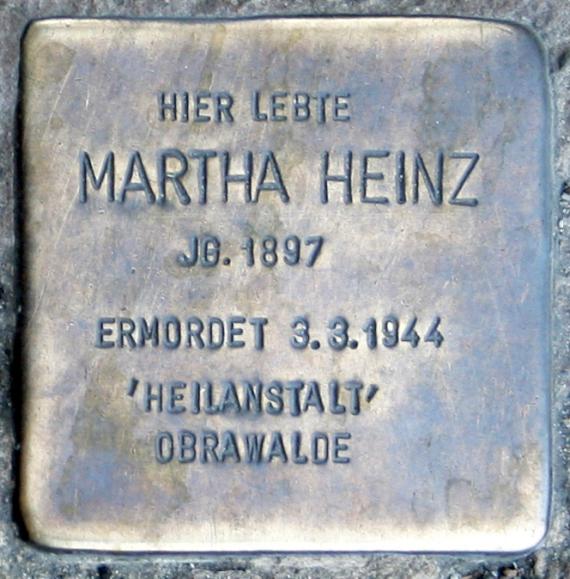 HIER LEBTE
MARTHA HEINZ
JG. 1897
ERMORDET 3.3.1944
'HEILANSTALT'
OBRAWALDE